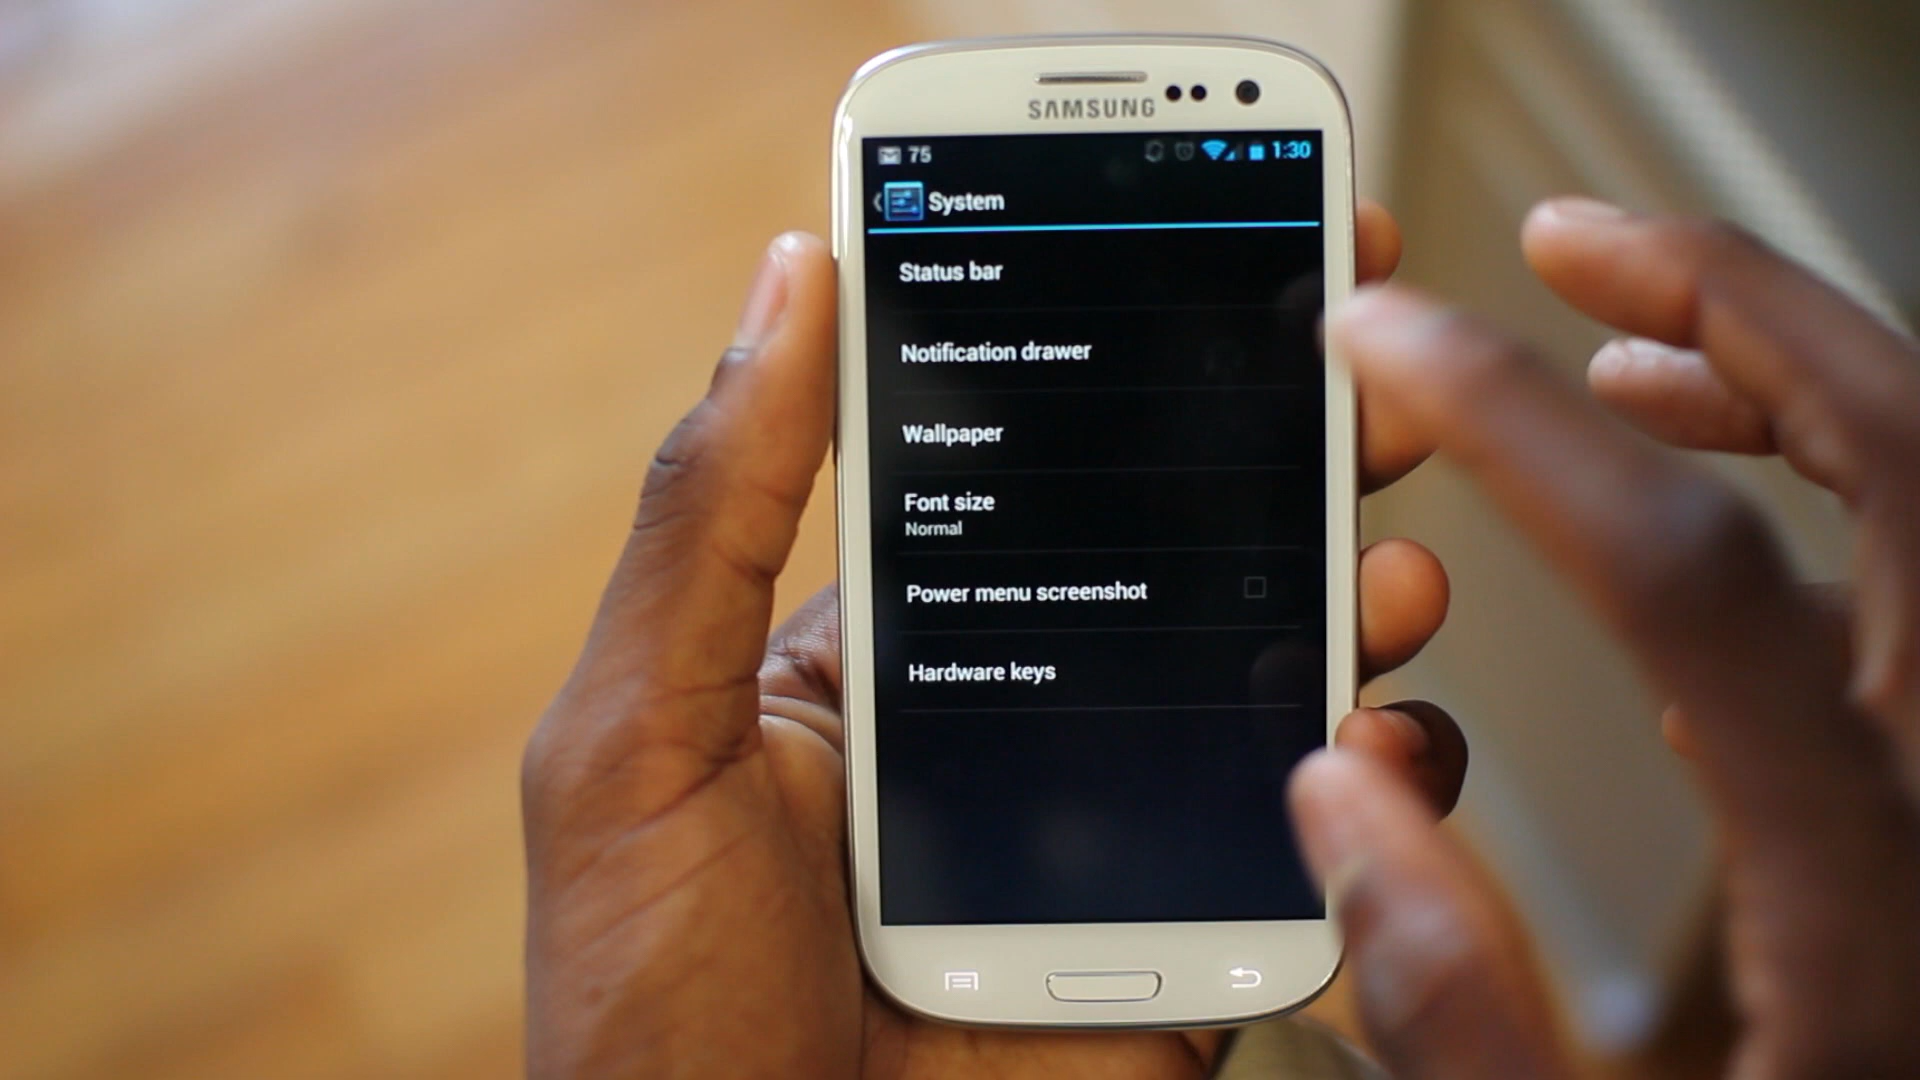 SAMSUNG
75 1:30
System
Status bar
Notification drawer
Wallpaper
Font size
Normal
Power menu screenshot
Hardware keys